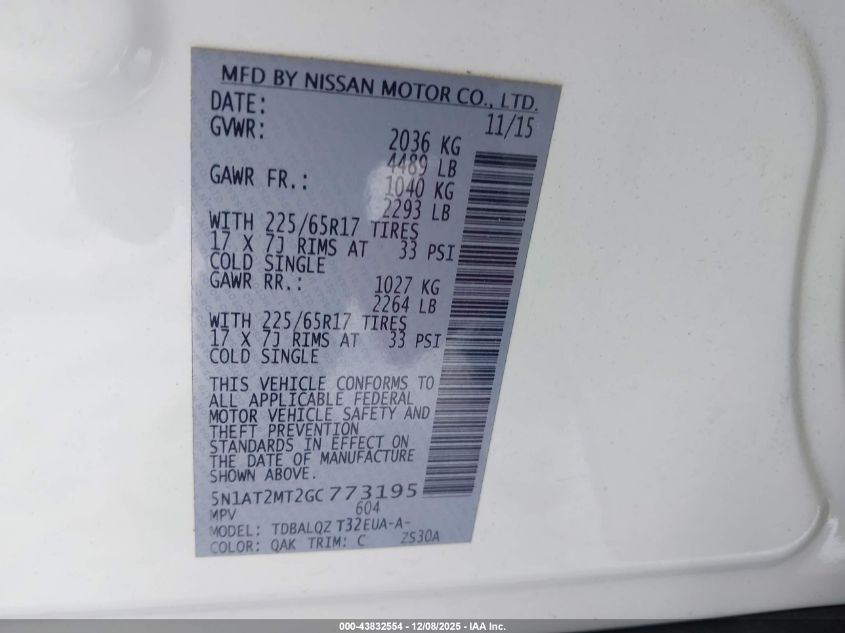 MFD BY NISSAN MOTOR CO., LTD.
DATE: 11/15
GVWR: 2036 KG
4489 LB
GAWR FR.: 1040 KG
2293 LB
WITH 225/65R17 TIRES
17 X 7J RIMS AT 33 PSI
COLD SINGLE
GAWR RR.: 1027 KG
2264 LB
WITH 225/65R17 TIRES
17 X 7J RIMS AT 33 PSI
COLD SINGLE
THIS VEHICLE CONFORMS TO
ALL APPLICABLE FEDERAL
MOTOR VEHICLE SAFETY AND
THEFT PREVENTION
STANDARDS IN EFFECT ON
THE DATE OF MANUFACTURE
SHOWN ABOVE.
5N1AT2MT2GC773195
MPV 604
MODEL: TDBALQZ T32EUA-A-
COLOR: QAK TRIM: C ZS30A
000-43832554 - 12/08/2025 - IAA Inc.